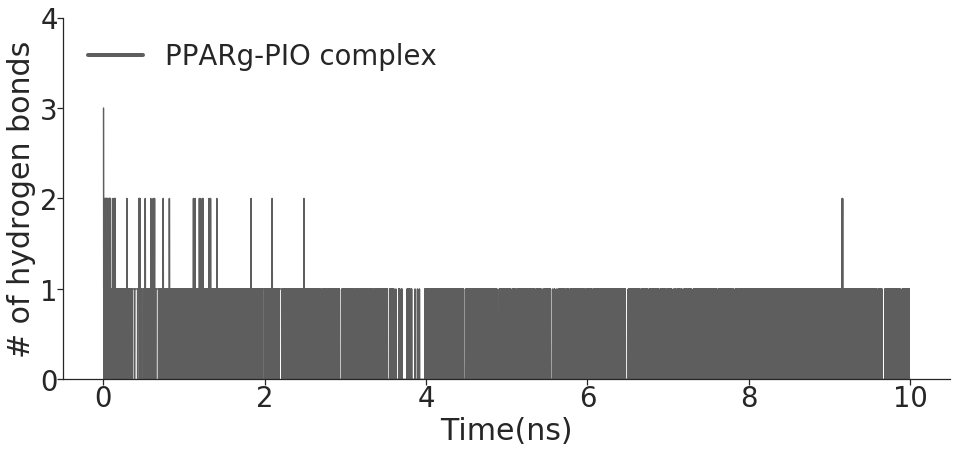 # of hydrogen bonds
4
3
2
1
0
PPARg-PIO complex
0 2 4 6 8 10
Time(ns)